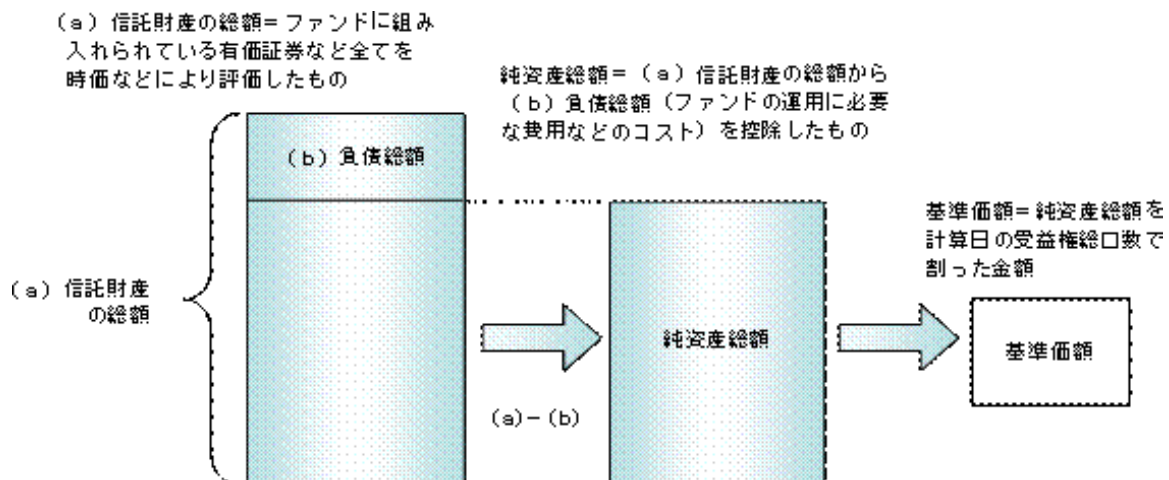 (a) 信託財産の総額=ファンドに組み
入れられている有価証券など全てを
時価などにより評価したもの
純資産総額=(a) 信託財産の総額から
(b) 負債総額(ファンドの運用に必要
な費用などのコスト)を控除したもの
(b) 負債総額
基準価額=純資産総額を
計算日の受益権総口数で
割った金額
(a) 信託財産
の総額
純資産総額
基準価額
(a)-(b)